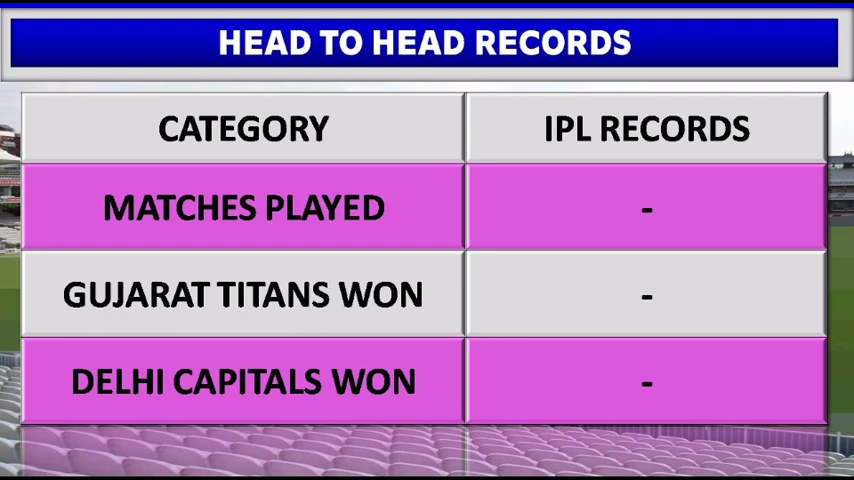 HEAD TO HEAD RECORDS
CATEGORY IPL RECORDS
MATCHES PLAYED -
GUJARAT TITANS WON -
DELHI CAPITALS WON -